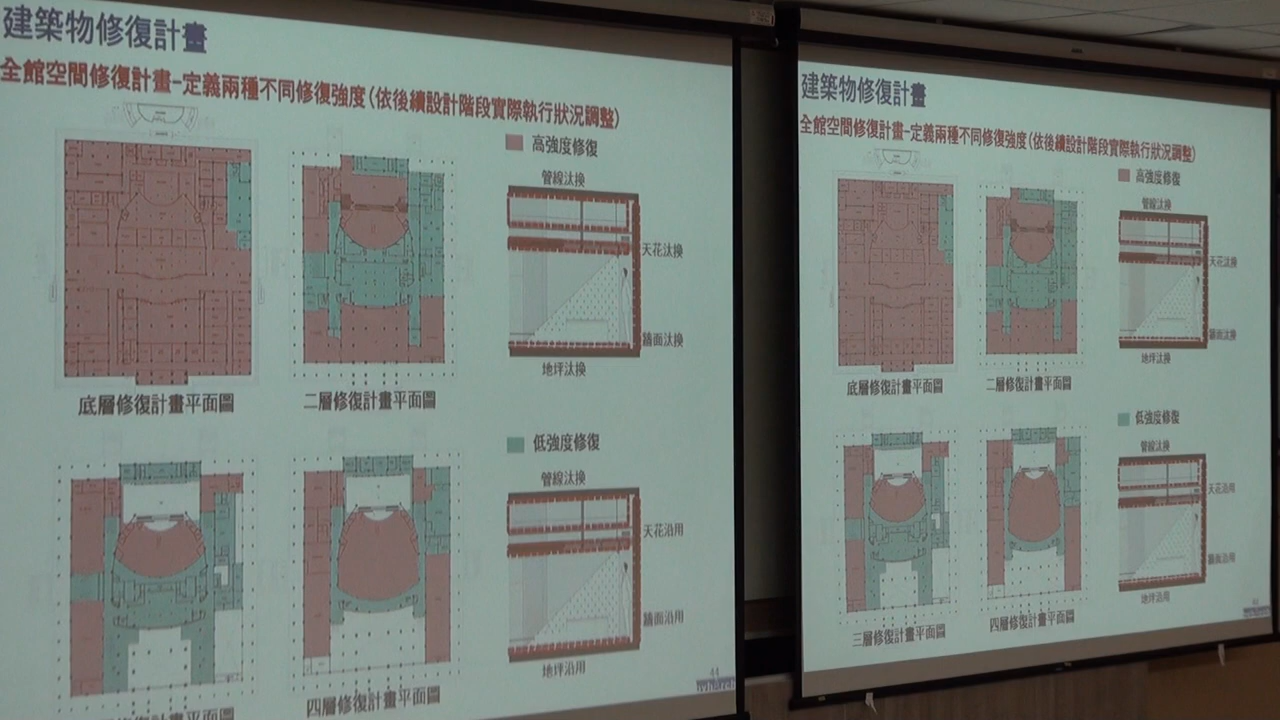 建築物修復計畫
全館空間修復計畫-定義兩種不同修復強度(依後續設計階段實際執行狀況調整)
高強度修復
管線汰換
天花汰換
牆面汰換
地坪汰換
底層修復計畫平面圖
二層修復計畫平面圖
低強度修復
管線汰換
天花沿用
牆面沿用
地坪沿用
四層修復計畫平面圖
44
建築物修復計畫
全館空間修復計畫-定義兩種不同修復強度(依後續設計階段實際執行狀況調整)
高強度修復
管線汰換
天花汰換
牆面汰換
地坪汰換
底層修復計畫平面圖
二層修復計畫平面圖
低強度修復
管線汰換
天花沿用
牆面沿用
地坪沿用
三層修復計畫平面圖
四層修復計畫平面圖